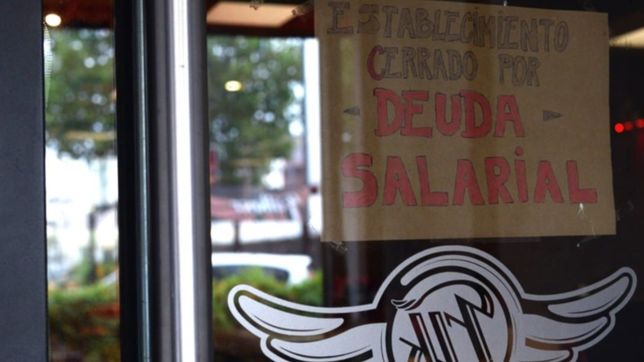 ESTABLECIMIENTO
CERRADO POR
- DEUDA -
SALARIAL